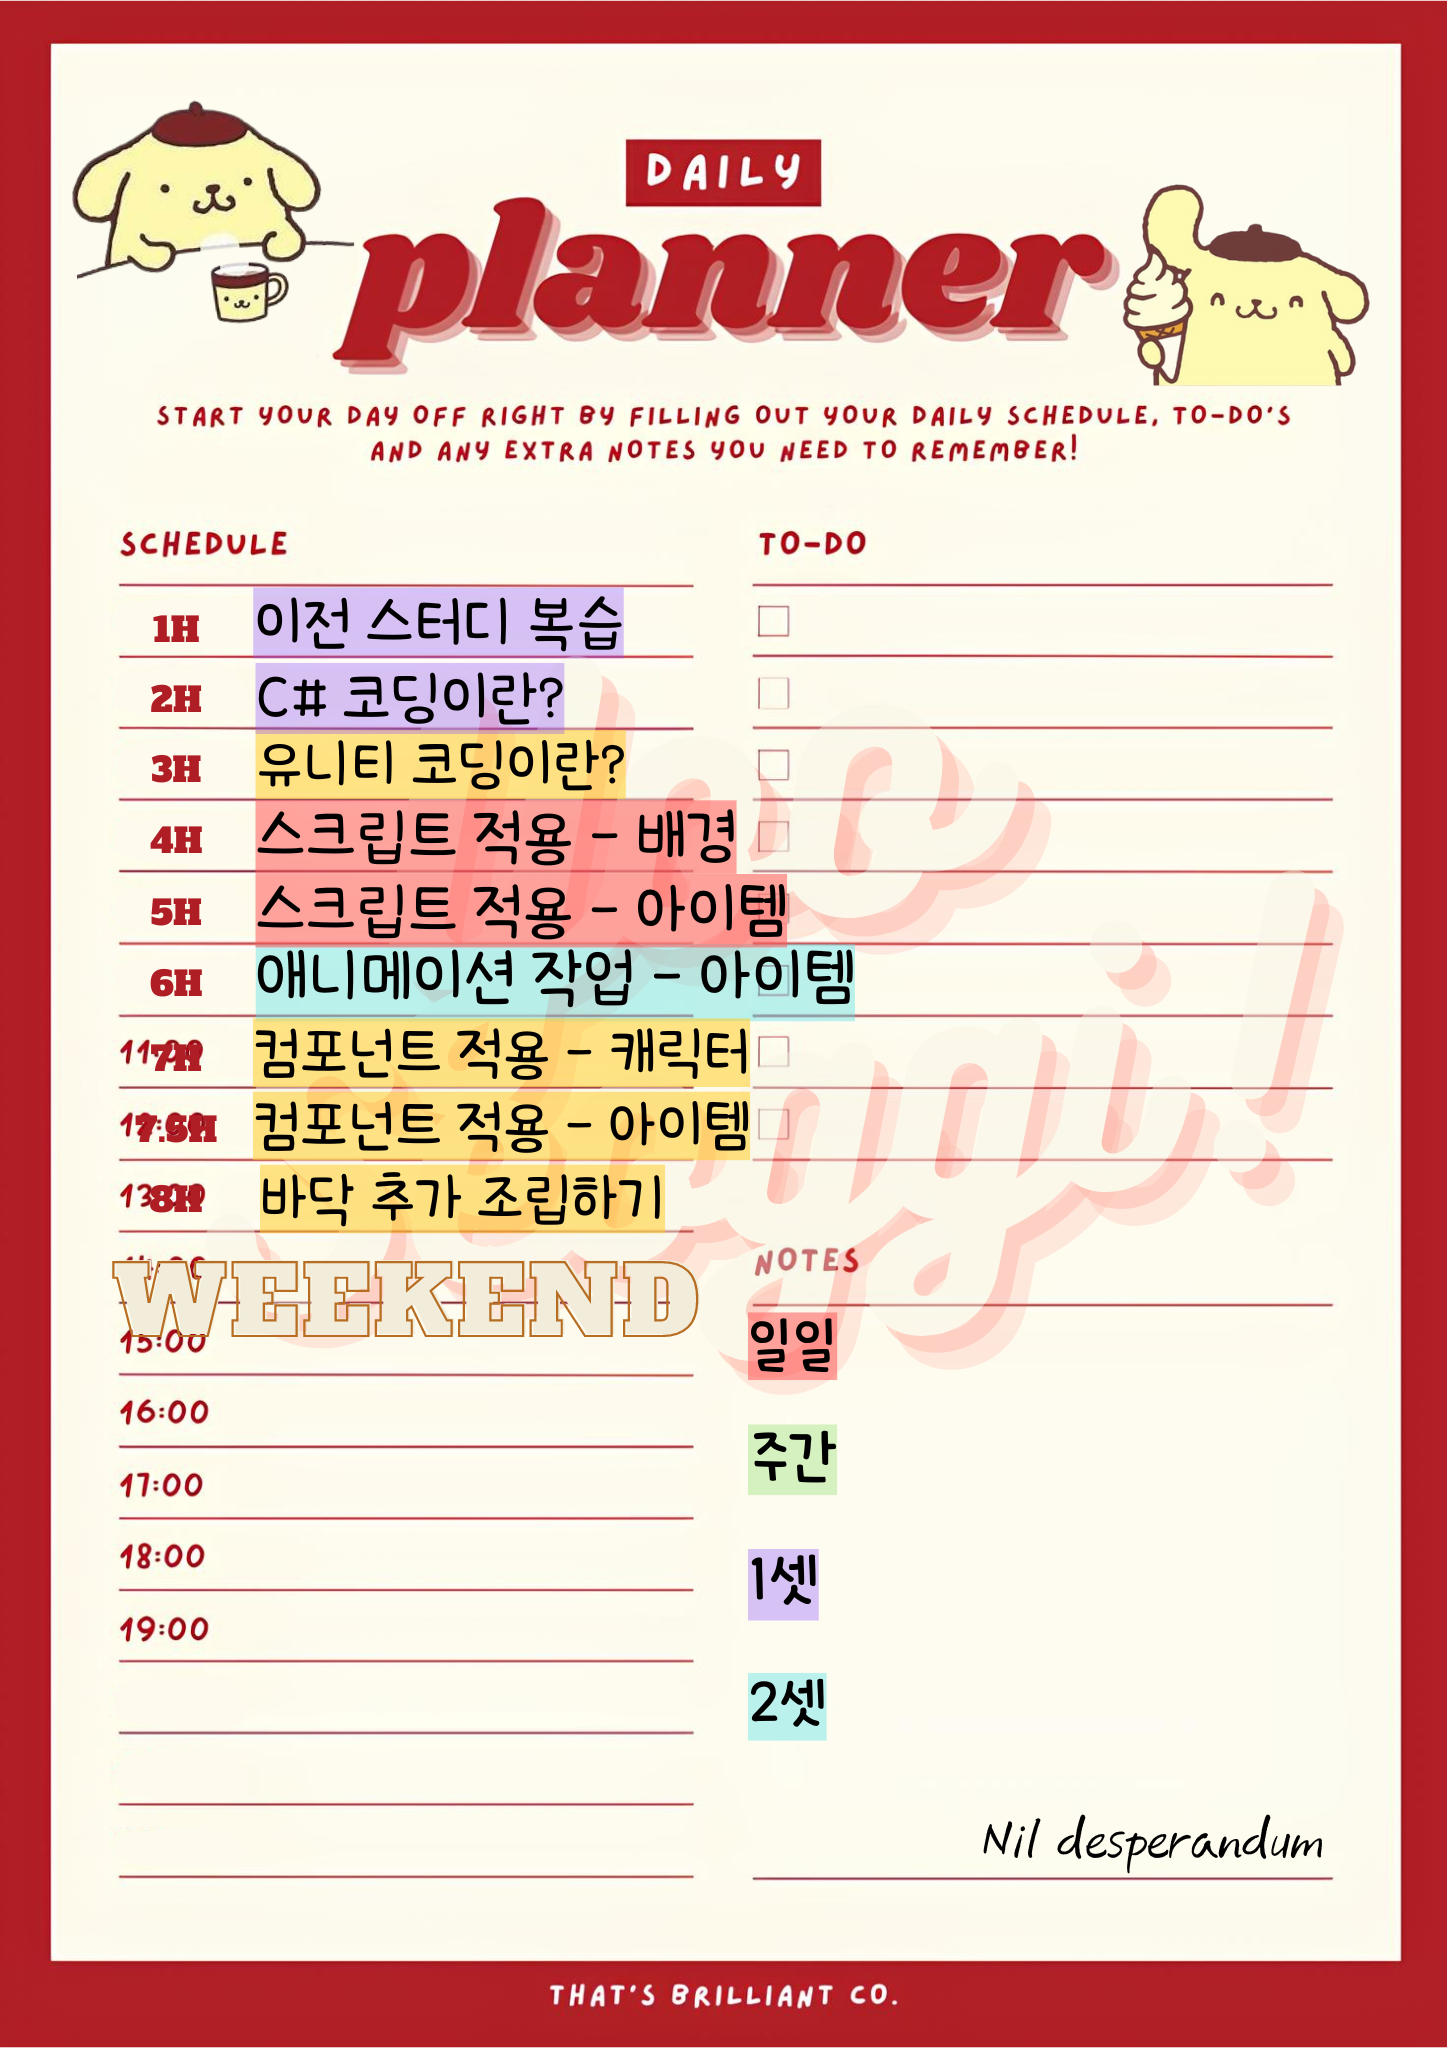 DAILY
planner
START YOUR DAY OFF RIGHT BY FILLING OUT YOUR DAILY SCHEDULE, TO-DO'S
AND ANY EXTRA NOTES YOU NEED TO REMEMBER!
SCHEDULE
1H 이전 스터디 복습
2H C# 코딩이란?
3H 유니티 코딩이란?
4H 스크립트 적용 - 배경
5H 스크립트 적용 - 아이템
6H 애니메이션 작업 - 아이템
11:00 7H 컴포넌트 적용 - 캐릭터
7.5H 컴포넌트 적용 - 아이템
8H 바닥 추가 조립하기
WEEKEND
15:00
16:00
17:00
18:00
19:00
TO-DO
NOTES
일일
주간
1셋
2셋
Nil desperandum
THAT'S BRILLIANT CO.